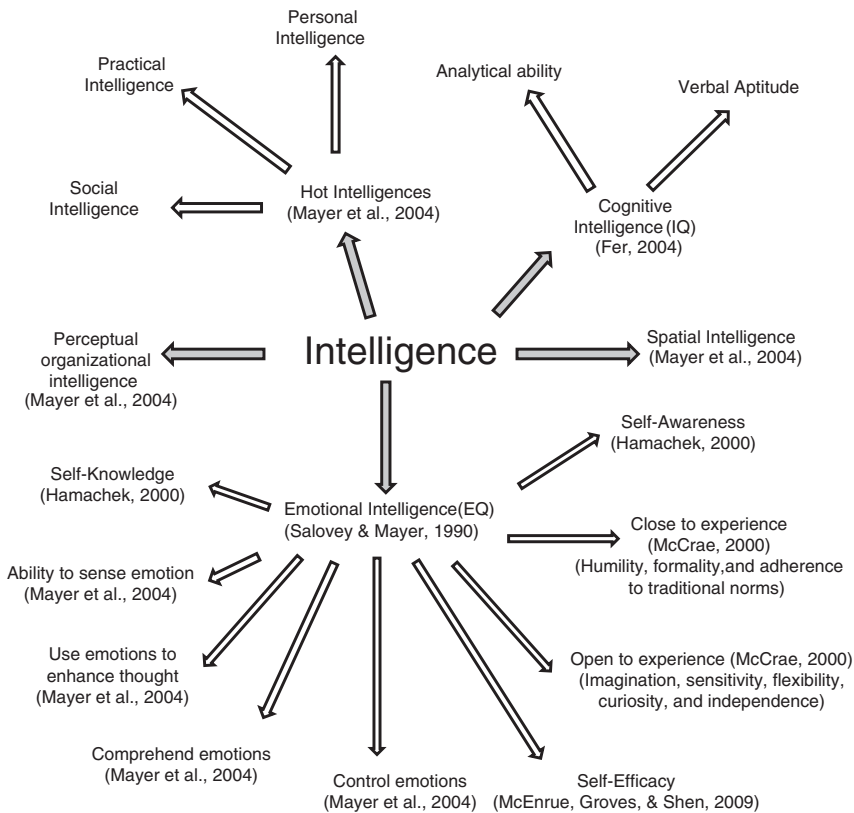 Personal
Intelligence
Practical
Intelligence
Analytical ability
Verbal Aptitude
Social
Intelligence
Hot Intelligences
(Mayer et al., 2004)
Cognitive
Intelligence (IQ)
(Fer, 2004)
Perceptual
organizational
intelligence
(Mayer et al., 2004)
Intelligence
Spatial Intelligence
(Mayer et al., 2004)
Self-Awareness
(Hamachek, 2000)
Self-Knowledge
(Hamachek, 2000)
Emotional Intelligence(EQ)
(Salovey & Mayer, 1990)
Close to experience
(McCrae, 2000)
(Humility, formality,and adherence
to traditional norms)
Ability to sense emotion
(Mayer et al., 2004)
Use emotions to
enhance thought
(Mayer et al., 2004)
Open to experience (McCrae, 2000)
(Imagination, sensitivity, flexibility,
curiosity, and independence)
Comprehend emotions
(Mayer et al., 2004)
Control emotions
(Mayer et al., 2004)
Self-Efficacy
(McEnrue, Groves, & Shen, 2009)